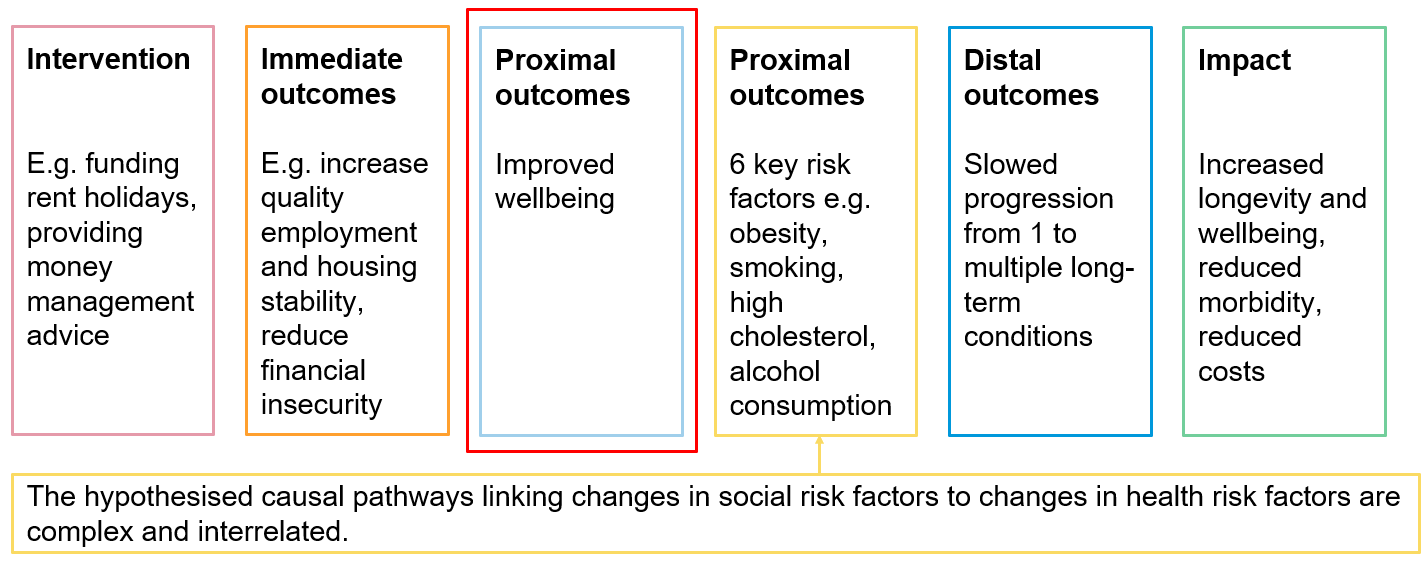 Intervention
E.g. funding
rent holidays,
providing
money
management
advice
Immediate
outcomes
E.g. increase
quality
employment
and housing
stability,
reduce
financial
insecurity
Proximal
outcomes
Improved
wellbeing
Proximal
outcomes
6 key risk
factors e.g.
obesity,
smoking,
high
cholesterol,
alcohol
consumption
Distal
outcomes
Slowed
progression
from 1 to
multiple long-
term
conditions
Impact
Increased
longevity and
wellbeing,
reduced
morbidity,
reduced
costs
The hypothesised causal pathways linking changes in social risk factors to changes in health risk factors are
complex and interrelated.